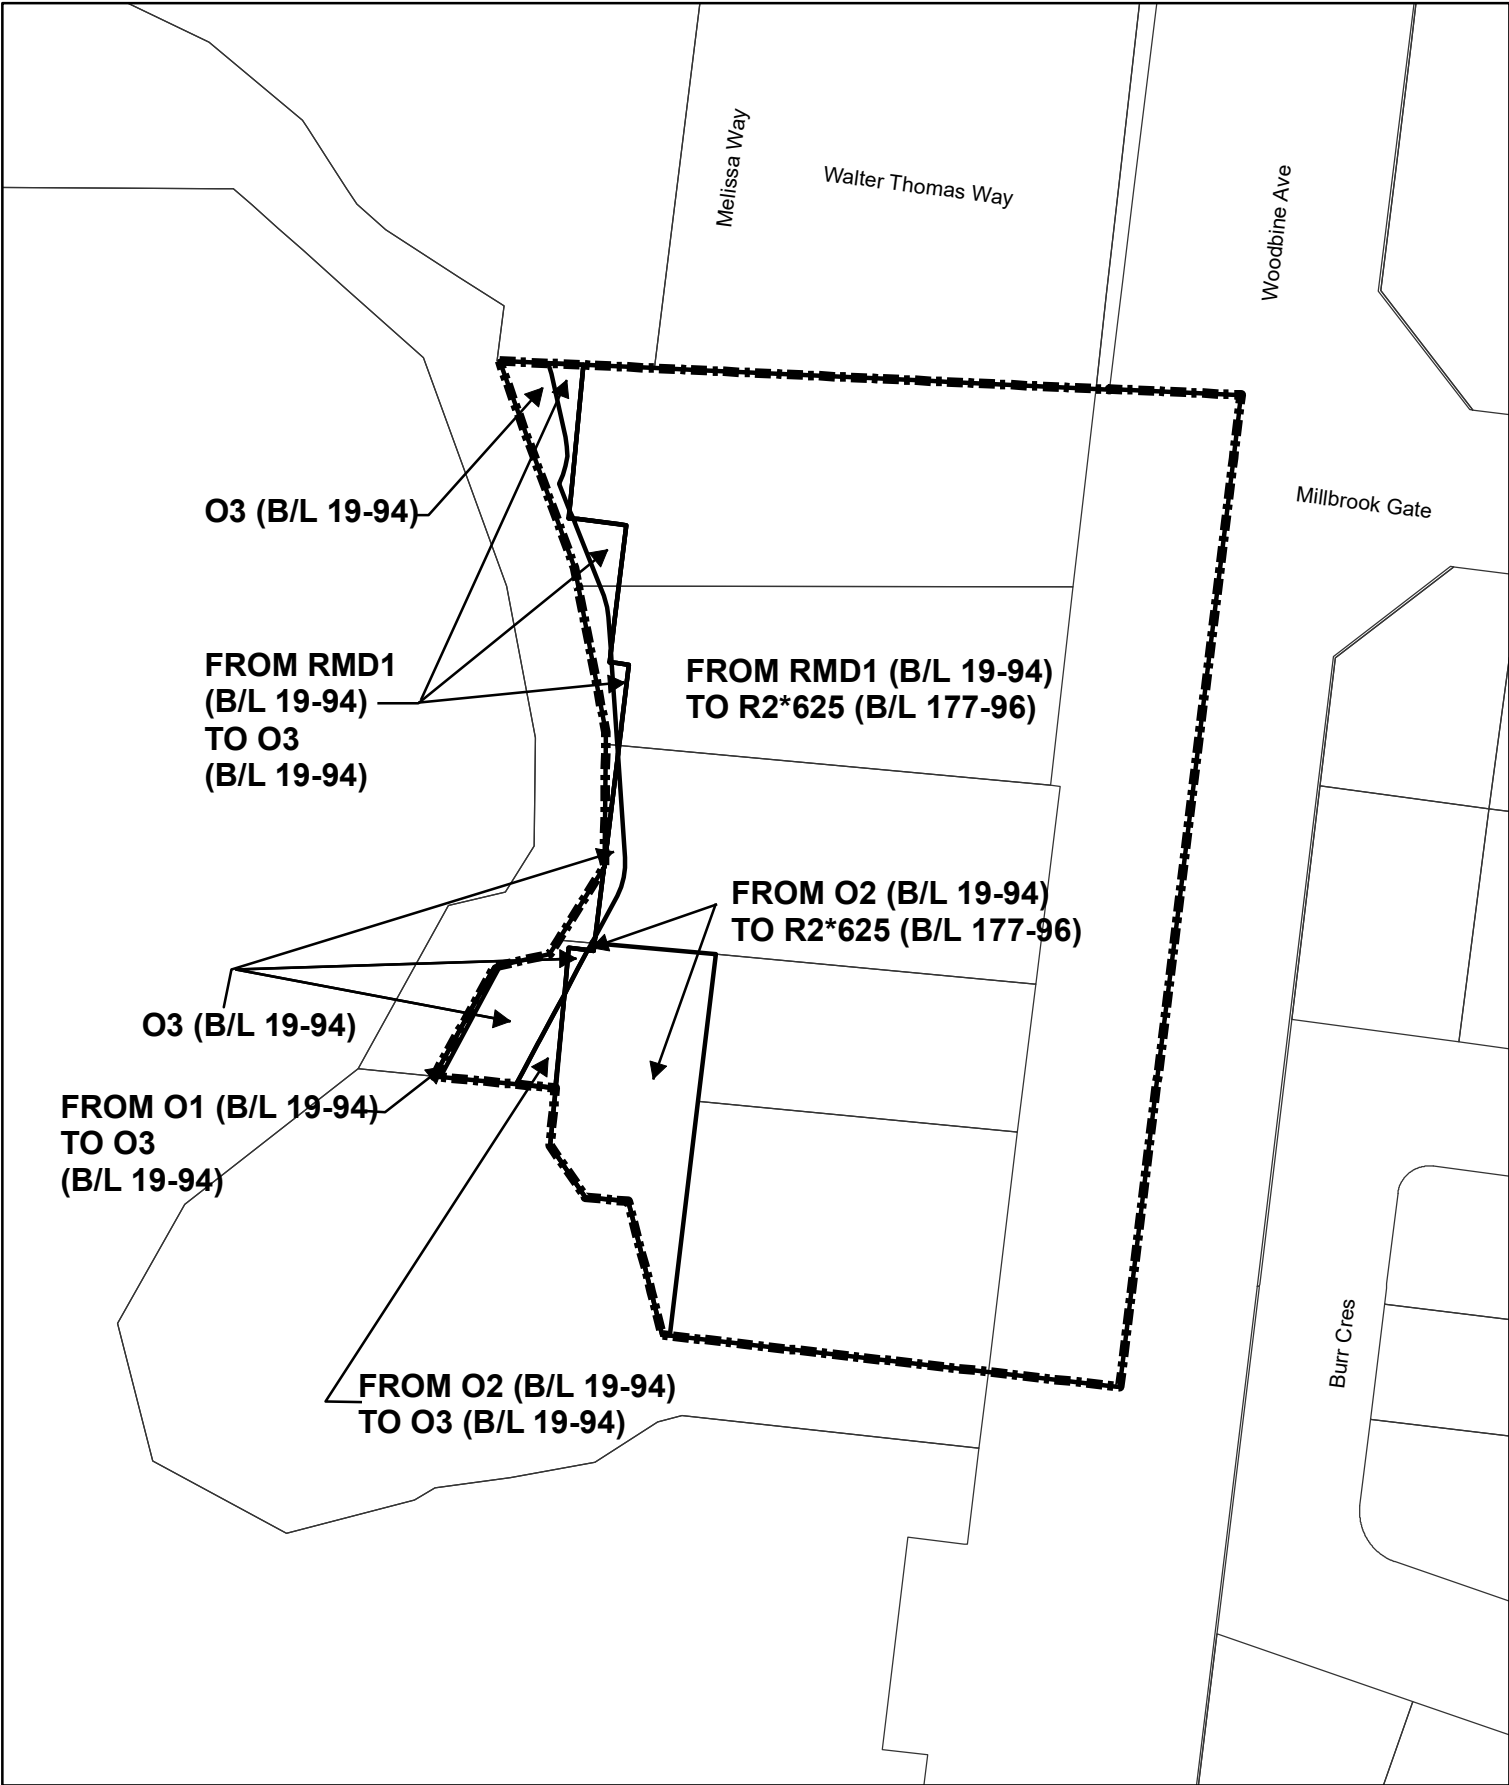 Melissa Way
Walter Thomas Way
Woodbine Ave
Millbrook Gate
O3 (B/L 19-94)
FROM RMD1
(B/L 19-94)
TO O3
(B/L 19-94)
FROM RMD1 (B/L 19-94)
TO R2*625 (B/L 177-96)
FROM O2 (B/L 19-94)
TO R2*625 (B/L 177-96)
O3 (B/L 19-94)
FROM O1 (B/L 19-94)
TO O3
(B/L 19-94)
Burr Cres
FROM O2 (B/L 19-94)
TO O3 (B/L 19-94)